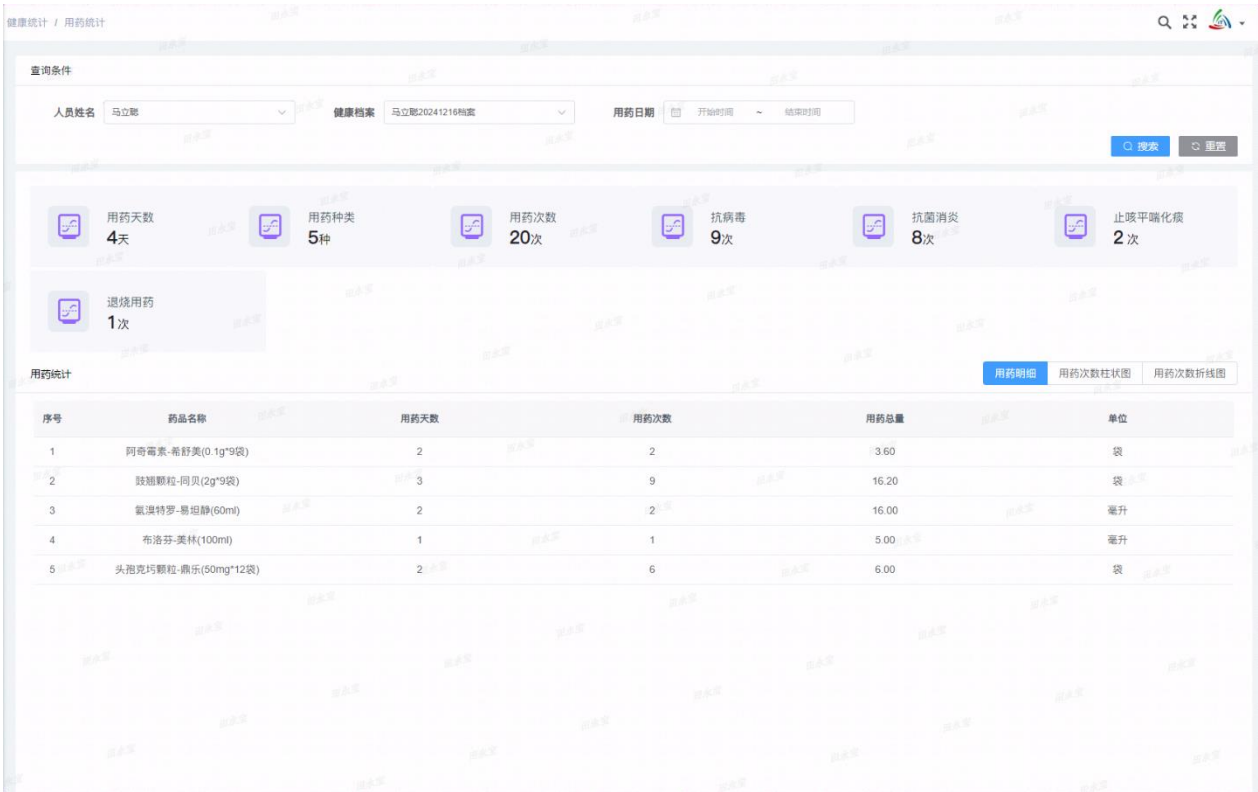 健康统计 / 用药统计
查询条件
人员姓名 马立聪 健康档案 马立聪20241216档案 用药日期 开始时间 ~ 结束时间
搜索 重置
用药天数 用药种类 用药次数 抗病毒 抗菌消炎 止咳平喘化痰
4天 5种 20次 9次 8次 2次
退烧用药
1次
用药统计 用药明细 用药次数柱状图 用药次数折线图
序号 药品名称 用药天数 用药次数 用药总量 单位
1 阿奇霉素-希舒美(0.1g*9袋) 2 2 3.60 袋
2 豉翘颗粒-同贝(2g*9袋) 3 9 16.20 袋
3 氨溴特罗-易坦静(60ml) 2 2 16.00 毫升
4 布洛芬-美林(100ml) 1 1 5.00 毫升
5 头孢克肟颗粒-鼎乐(50mg*12袋) 2 6 6.00 袋